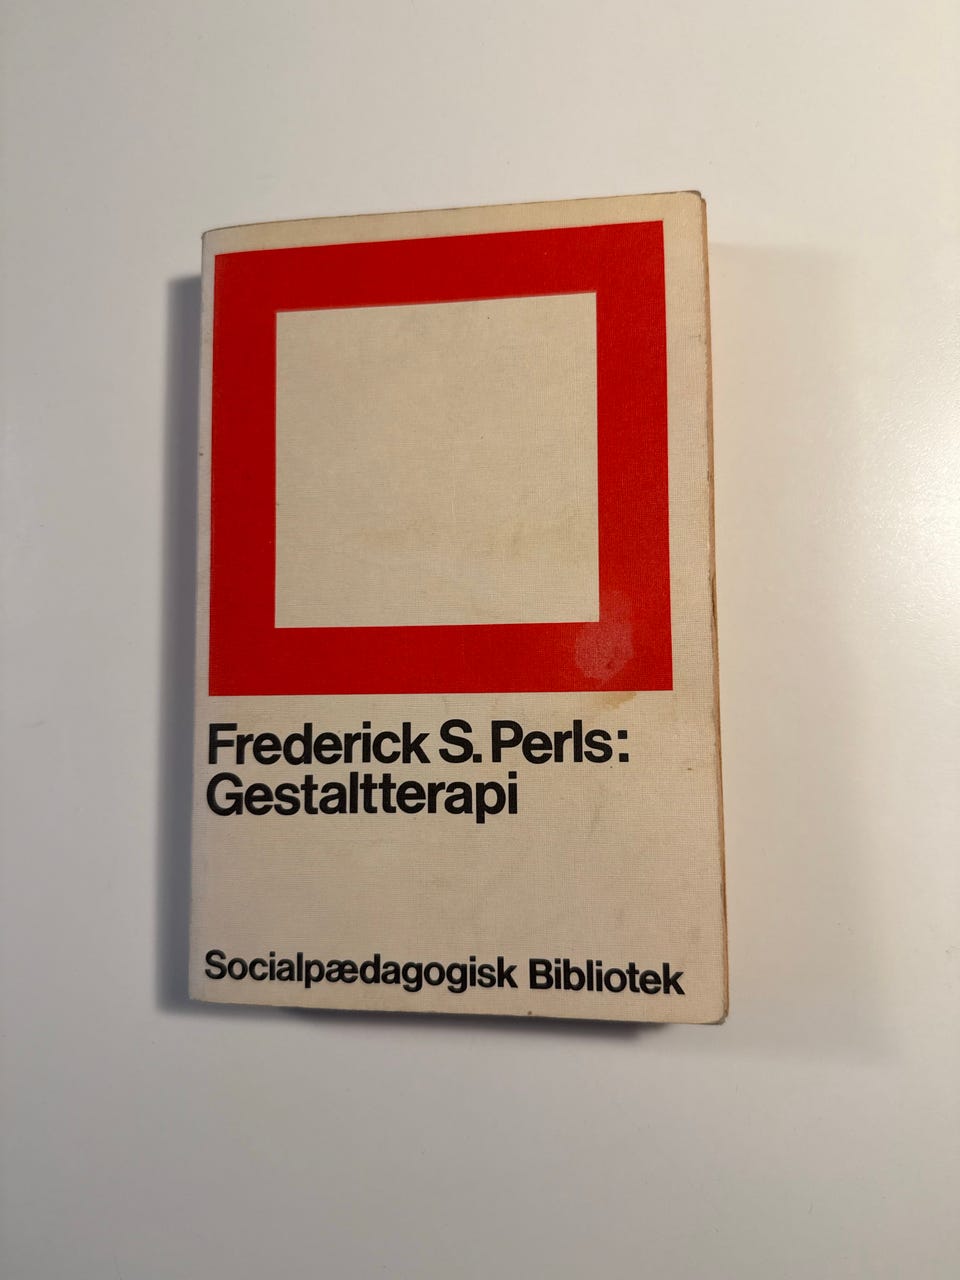 Frederick S. Perls:
Gestaltterapi
Socialpædagogisk Bibliotek